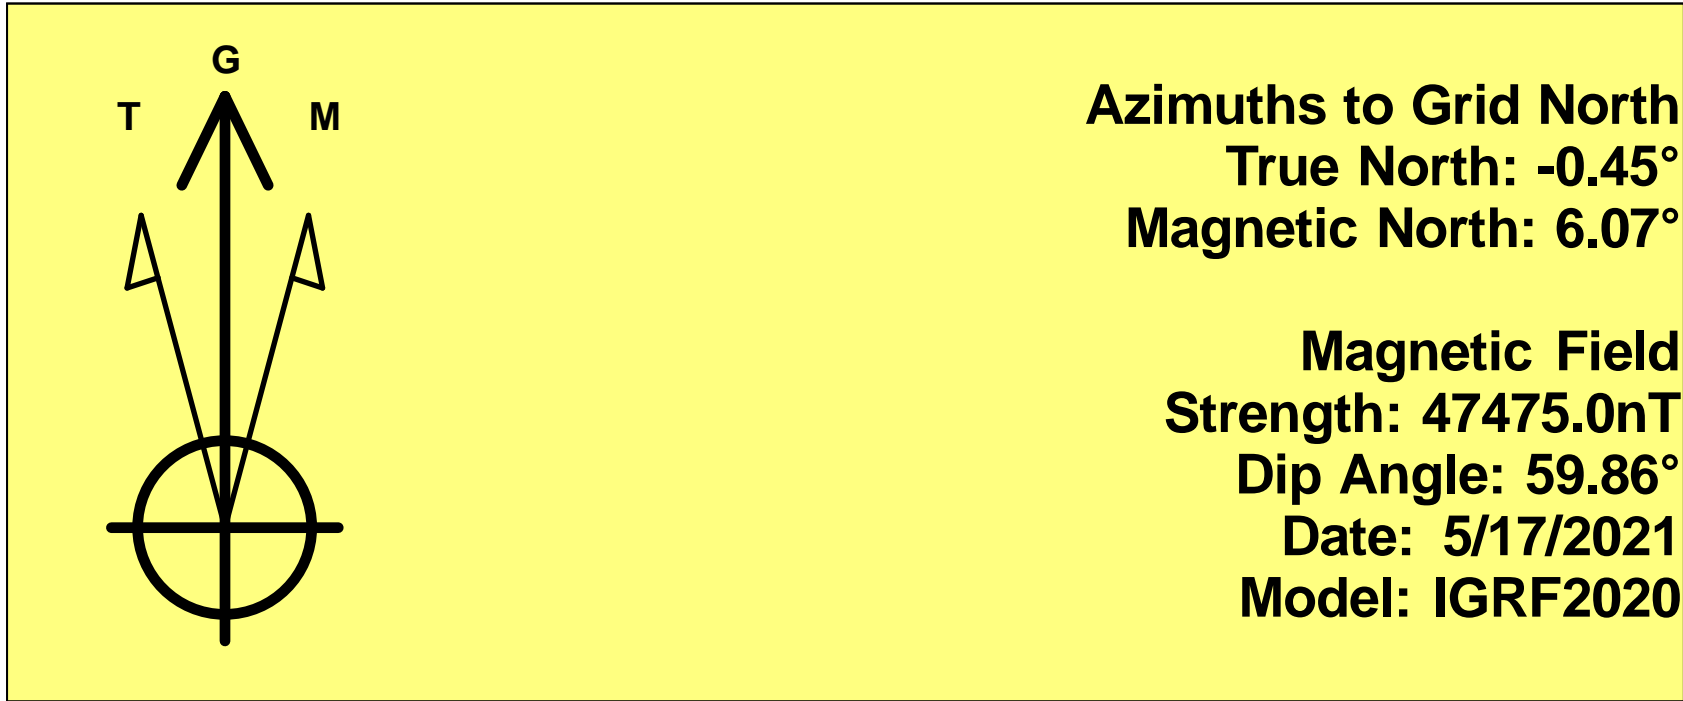 G
T M
Azimuths to Grid North
True North: -0.45°
Magnetic North: 6.07°
Magnetic Field
Strength: 47475.0nT
Dip Angle: 59.86°
Date: 5/17/2021
Model: IGRF2020